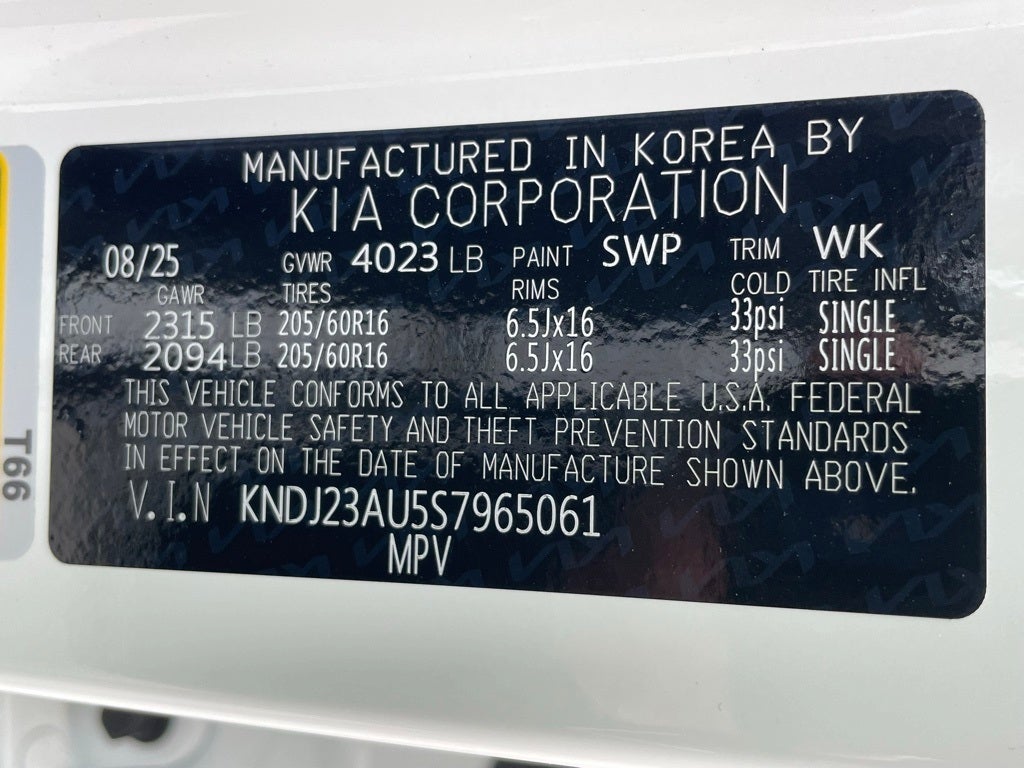 MANUFACTURED IN KOREA BY
KIA CORPORATION
08/25 GVWR 4023 LB PAINT SWP TRIM WK
GAWR TIRES RIMS COLD TIRE INFL
FRONT 2315 LB 205/60R16 6.5Jx16 33psi SINGLE
REAR 2094 LB 205/60R16 6.5Jx16 33psi SINGLE
THIS VEHICLE CONFORMS TO ALL APPLICABLE U.S.A. FEDERAL
MOTOR VEHICLE SAFETY AND THEFT PREVENTION STANDARDS
IN EFFECT ON THE DATE OF MANUFACTURE SHOWN ABOVE.
V.I.N KNDJ23AU5S7965061
MPV
T66